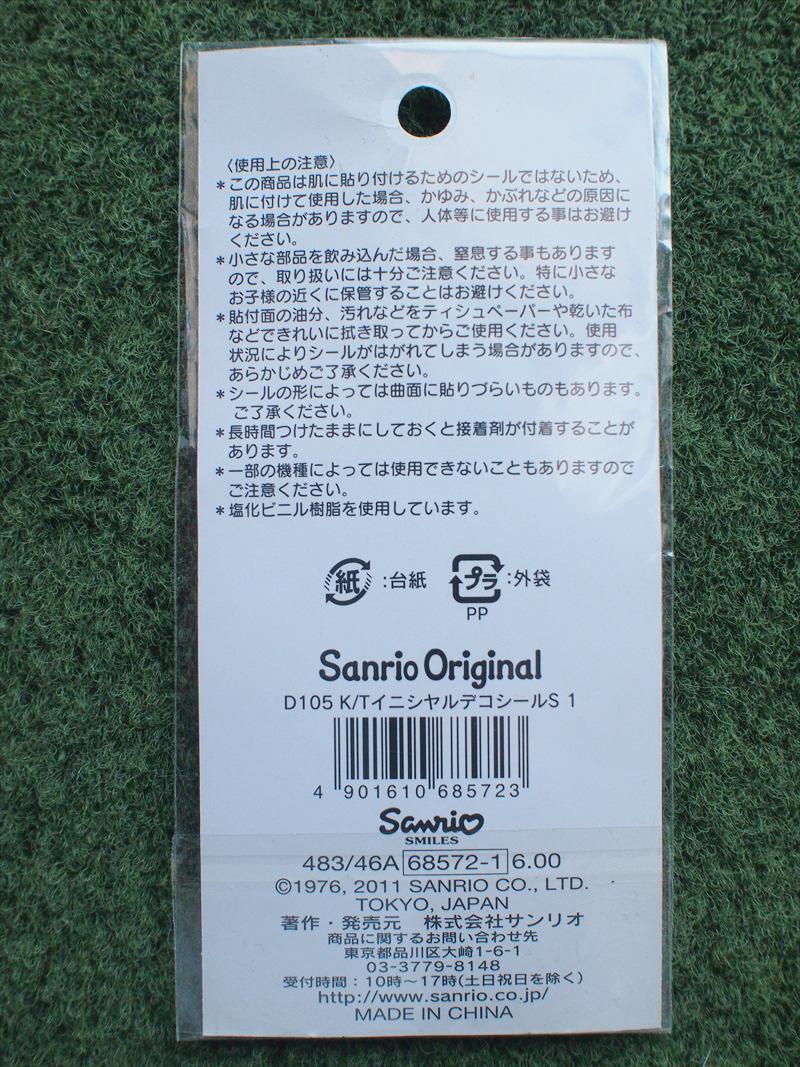 〈使用上の注意〉
*この商品は肌に貼り付けるためのシールではないため、
肌に付けて使用した場合、かゆみ、かぶれなどの原因に
なる場合がありますので、人体等に使用する事はお避け
ください。
*小さな部品を飲み込んだ場合、窒息する事もあります
ので、取り扱いには十分ご注意ください。特に小さな
お子様の近くに保管することはお避けください。
*貼付面の油分、汚れなどをティシュペーパーや乾いた布
などできれいに拭き取ってからご使用ください。使用
状況によりシールがはがれてしまう場合がありますので、
あらかじめご了承ください。
*シールの形によっては曲面に貼りづらいものもあります。
ご了承ください。
*長時間つけたままにしておくと接着剤が付着することが
あります。
*一部の機種によっては使用できないこともありますので
ご注意ください。
*塩化ビニル樹脂を使用しています。
紙 :台紙 プラ :外袋
PP
Sanrio Original
D105 K/TイニシャルデコシールS 1
4 901610 685723
Sanrio
SMILES
483/46A 68572-1 6.00
©1976, 2011 SANRIO CO., LTD.
TOKYO, JAPAN
著作・発売元 株式会社サンリオ
商品に関するお問い合わせ先
東京都品川区大崎1-6-1
03-3779-8148
受付時間：10時～17時(土日祝日を除く)
http://www.sanrio.co.jp/
MADE IN CHINA